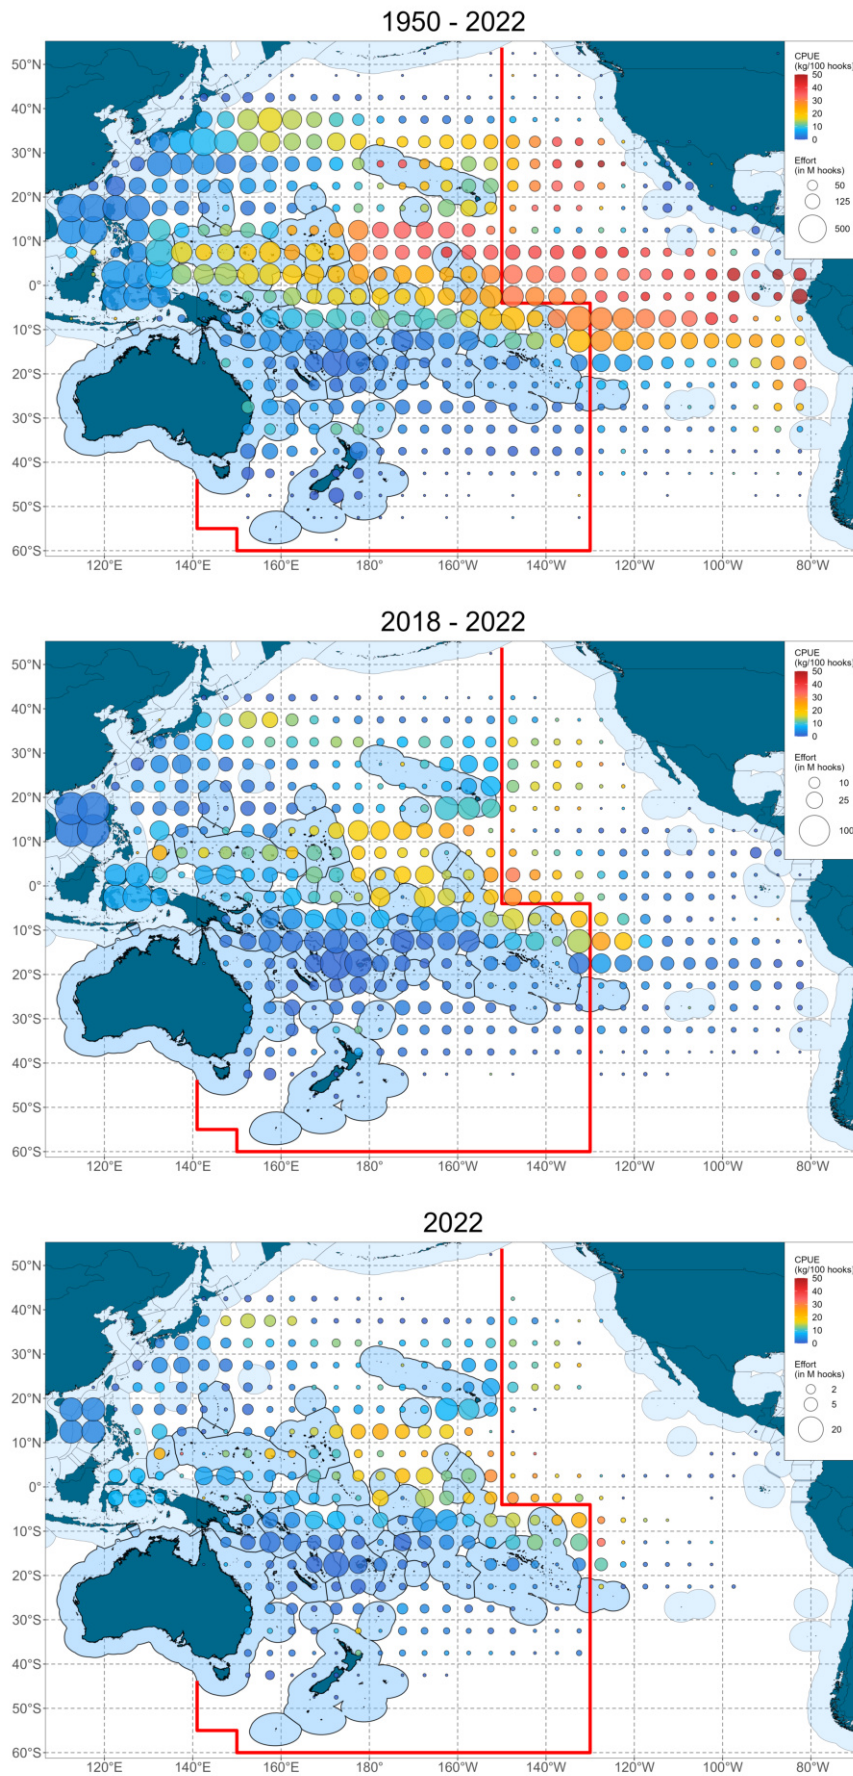 1950 - 2022
50°N
40°N
30°N
20°N
10°N
0°
10°S
20°S
30°S
40°S
50°S
60°S
120°E
140°E
160°E
180°
160°W
140°W
120°W
100°W
80°W
CPUE
(kg/100 hooks)
50
40
30
20
10
0
Effort
(in M hooks)
50
125
500
2018 - 2022
50°N
40°N
30°N
20°N
10°N
0°
10°S
20°S
30°S
40°S
50°S
60°S
120°E
140°E
160°E
180°
160°W
140°W
120°W
100°W
80°W
CPUE
(kg/100 hooks)
50
40
30
20
10
0
Effort
(in M hooks)
10
25
100
2022
50°N
40°N
30°N
20°N
10°N
0°
10°S
20°S
30°S
40°S
50°S
60°S
120°E
140°E
160°E
180°
160°W
140°W
120°W
100°W
80°W
CPUE
(kg/100 hooks)
50
40
30
20
10
0
Effort
(in M hooks)
2
5
20